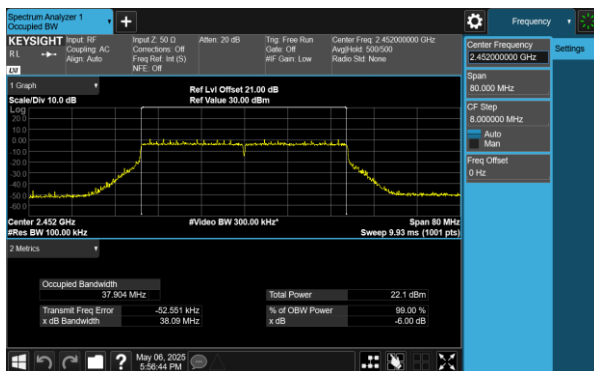 Spectrum Analyzer 1
Occupied BW
Frequency
KEYSIGHT
RL
Input: RF
Coupling: AC
Align: Auto
Input Z: 50 Ω
Corrections: Off
Freq Ref: Int (S)
NFE: Off
Atten: 20 dB
Trig: Free Run
Gate: Off
#IF Gain: Low
Center Freq: 2.452000000 GHz
Avg|Hold: 500/500
Radio Std: None
Center Frequency
2.452000000 GHz
Settings
Span
80.000 MHz
CF Step
8.000000 MHz
Auto
Man
Freq Offset
0 Hz
1 Graph
Scale/Div 10.0 dB
Ref Lvl Offset 21.00 dB
Ref Value 30.00 dBm
Log
20.0
10.0
0.00
-10.0
-20.0
-30.0
-40.0
-50.0
-60.0
Center 2.452 GHz
#Video BW 300.00 kHz*
Span 80 MHz
#Res BW 100.00 kHz
Sweep 9.93 ms (1001 pts)
2 Metrics
Occupied Bandwidth
37.904 MHz
Total Power 22.1 dBm
Transmit Freq Error -52.551 kHz
% of OBW Power 99.00 %
x dB Bandwidth 38.09 MHz
x dB -6.00 dB
?
May 06, 2025
5:56:44 PM